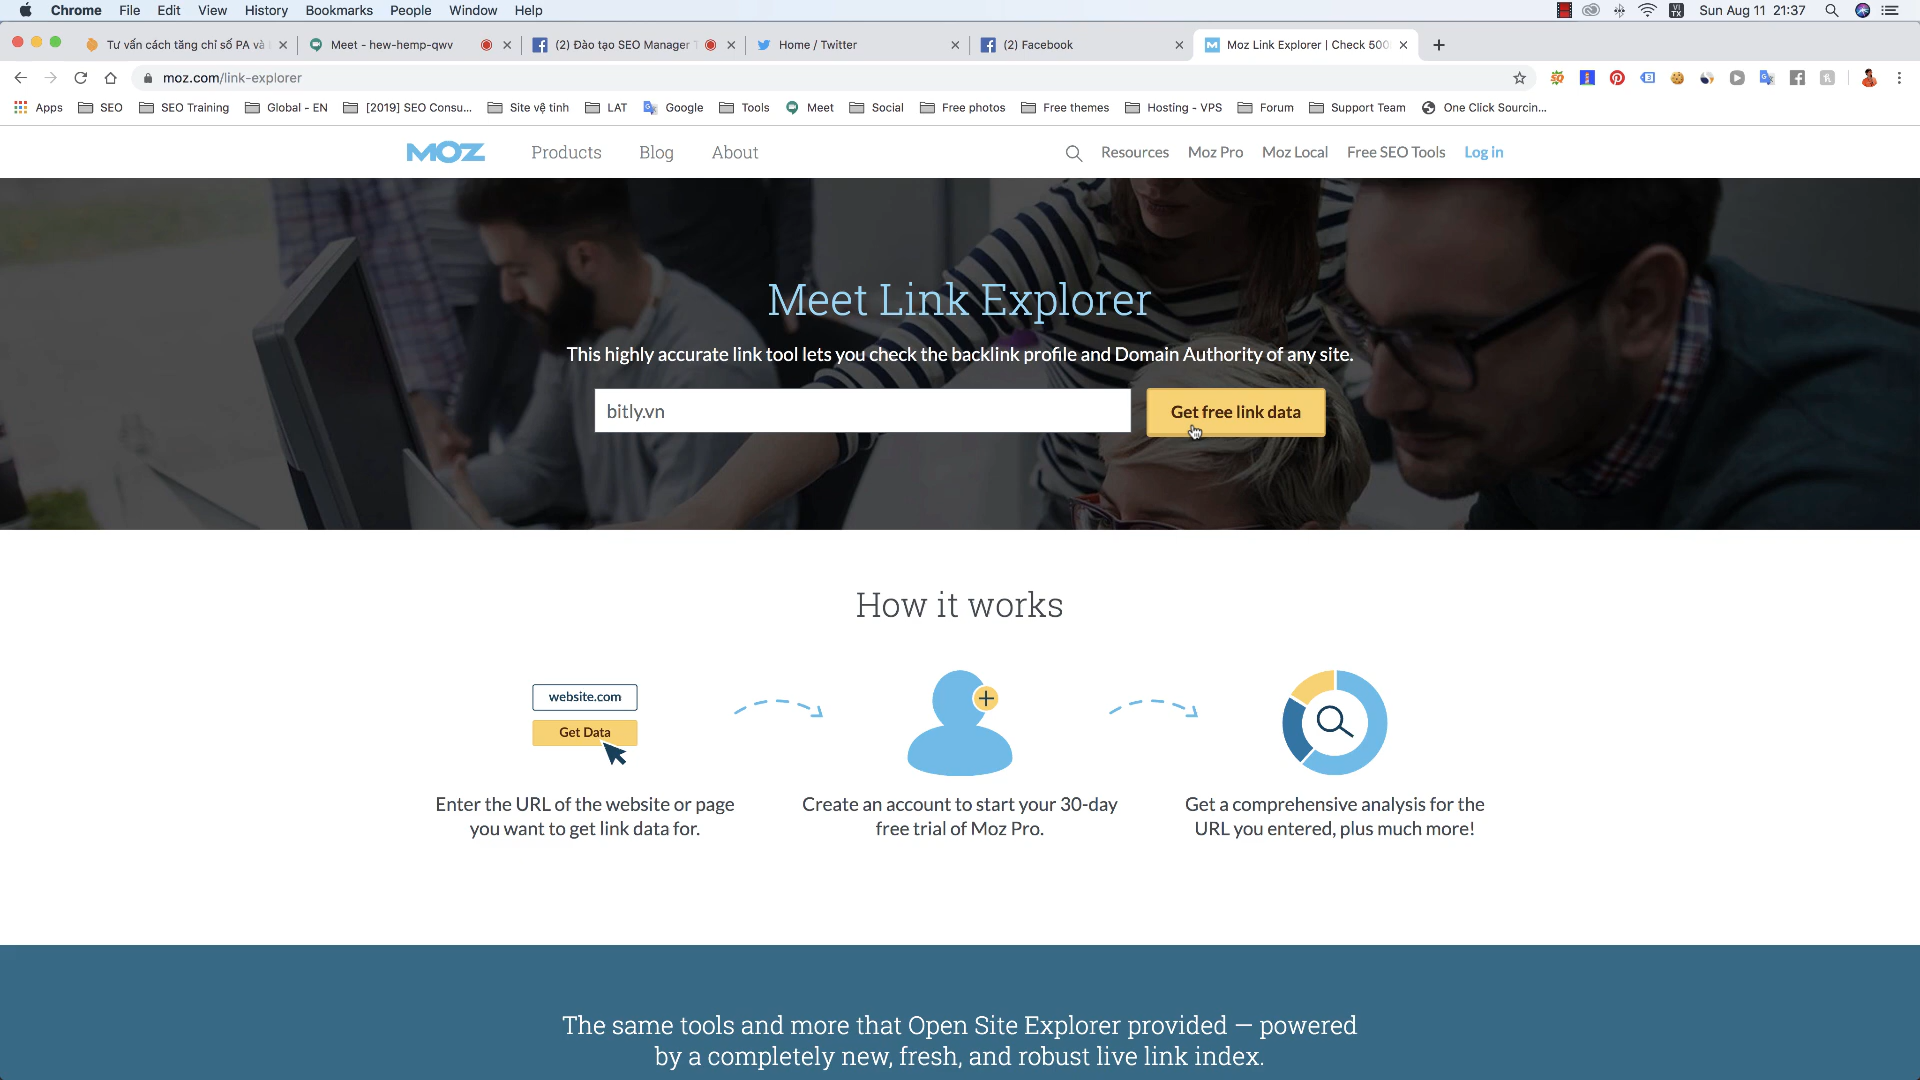 Chrome File Edit View History Bookmarks People Window Help
VI TX Sun Aug 11 21:37
Tư vấn cách tăng chỉ số PA và
Meet - hew-hemp-qwv
(2) Đào tạo SEO Manager
Home / Twitter
(2) Facebook
Moz Link Explorer | Check 500
moz.com/link-explorer
Apps SEO SEO Training Global - EN [2019] SEO Consu... Site vệ tinh LAT Google Tools Meet Social Free photos Free themes Hosting - VPS Forum Support Team One Click Sourcin...
MOZ Products Blog About Resources Moz Pro Moz Local Free SEO Tools Log in
Meet Link Explorer
This highly accurate link tool lets you check the backlink profile and Domain Authority of any site.
bitly.vn
Get free link data
How it works
website.com
Get Data
Enter the URL of the website or page
you want to get link data for.
Create an account to start your 30-day
free trial of Moz Pro.
Get a comprehensive analysis for the
URL you entered, plus much more!
The same tools and more that Open Site Explorer provided — powered
by a completely new, fresh, and robust live link index.